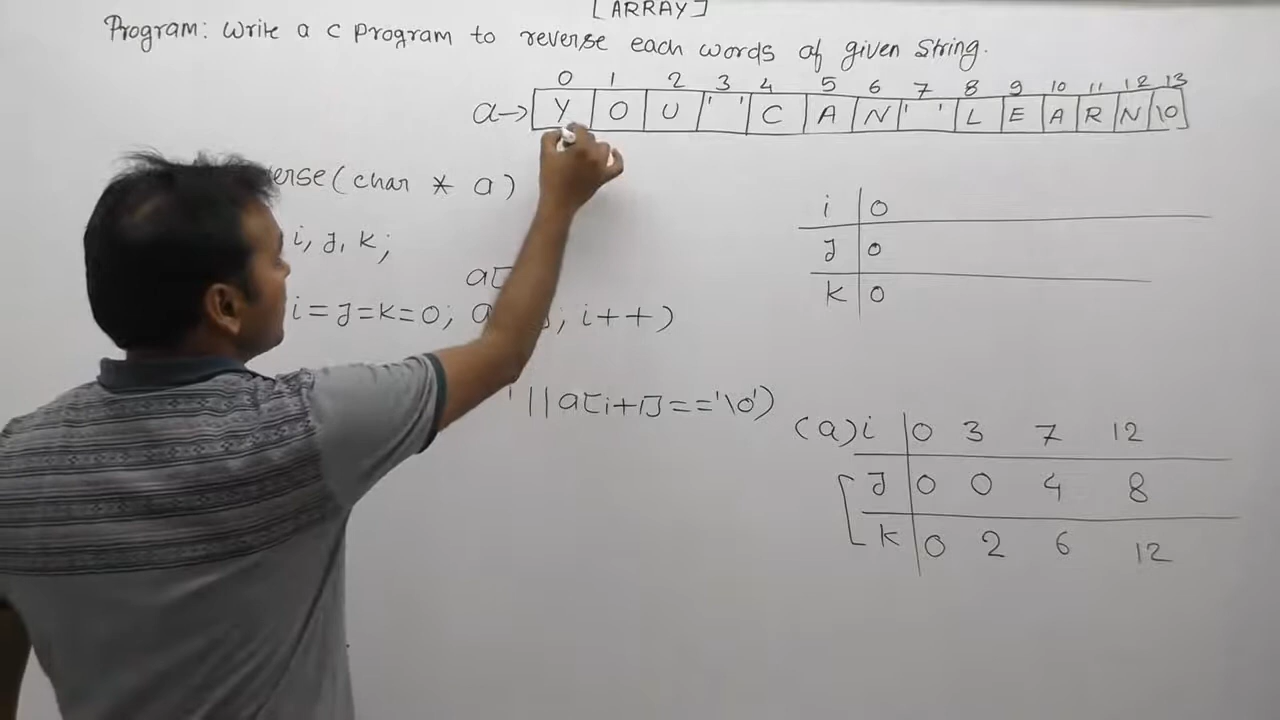 [ARRAY]
Program: Write a C program to reverse each words of given string.
0 1 2 3 4 5 6 7 8 9 10 11 12 13
a→ Y O U ' ' C A N ' ' L E A R N \0
erse(char * a)
i, J, k;
a[
i=J=k=0; a ; i++)
' ||a[i+1]=='\0')
i 0
J 0
k 0
(a) i 0 3 7 12
J 0 0 4 8
k 0 2 6 12